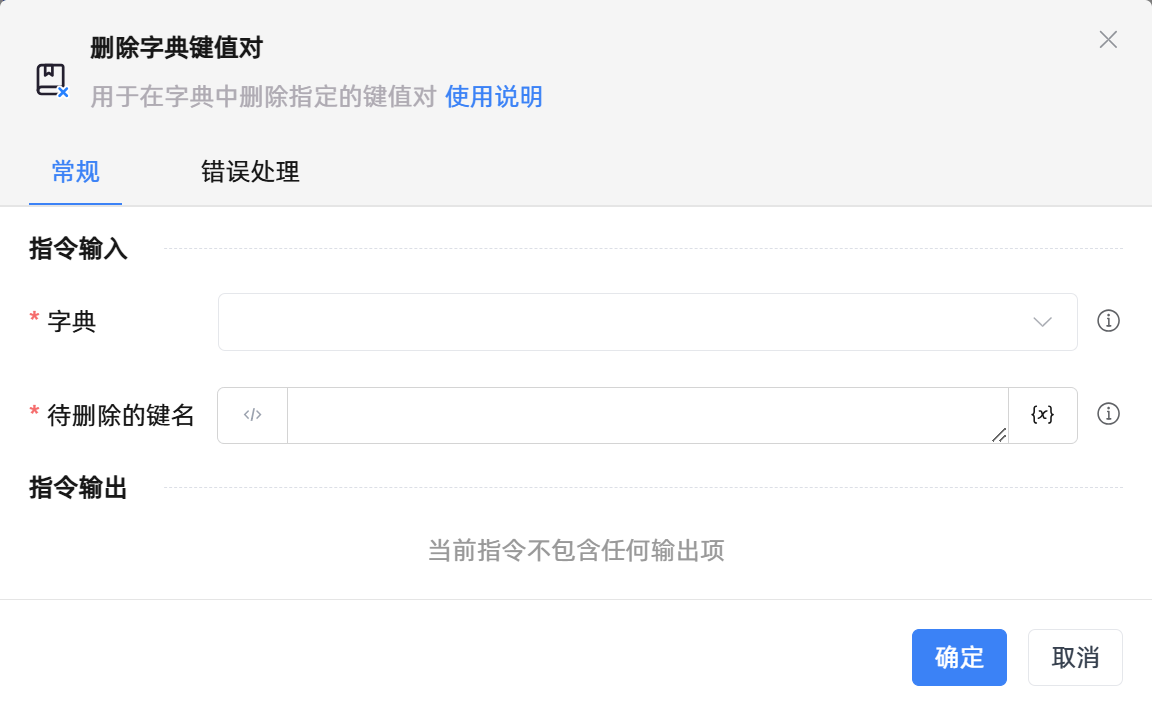 删除字典键值对
用于在字典中删除指定的键值对 使用说明
常规 错误处理
指令输入
* 字典
* 待删除的键名 </> {x}
指令输出
当前指令不包含任何输出项
确定 取消